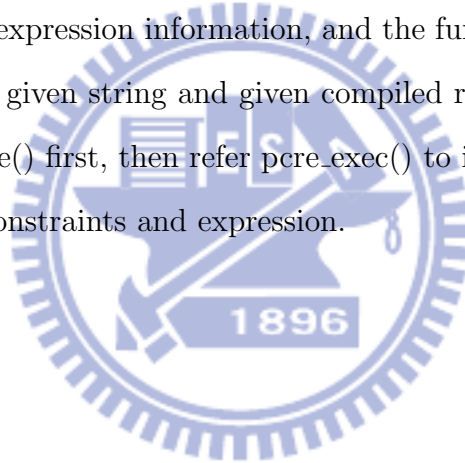 expression information, and the fu
given string and given compiled r
e() first, then refer pcre_exec() to i
onstraints and expression.
ES
1896